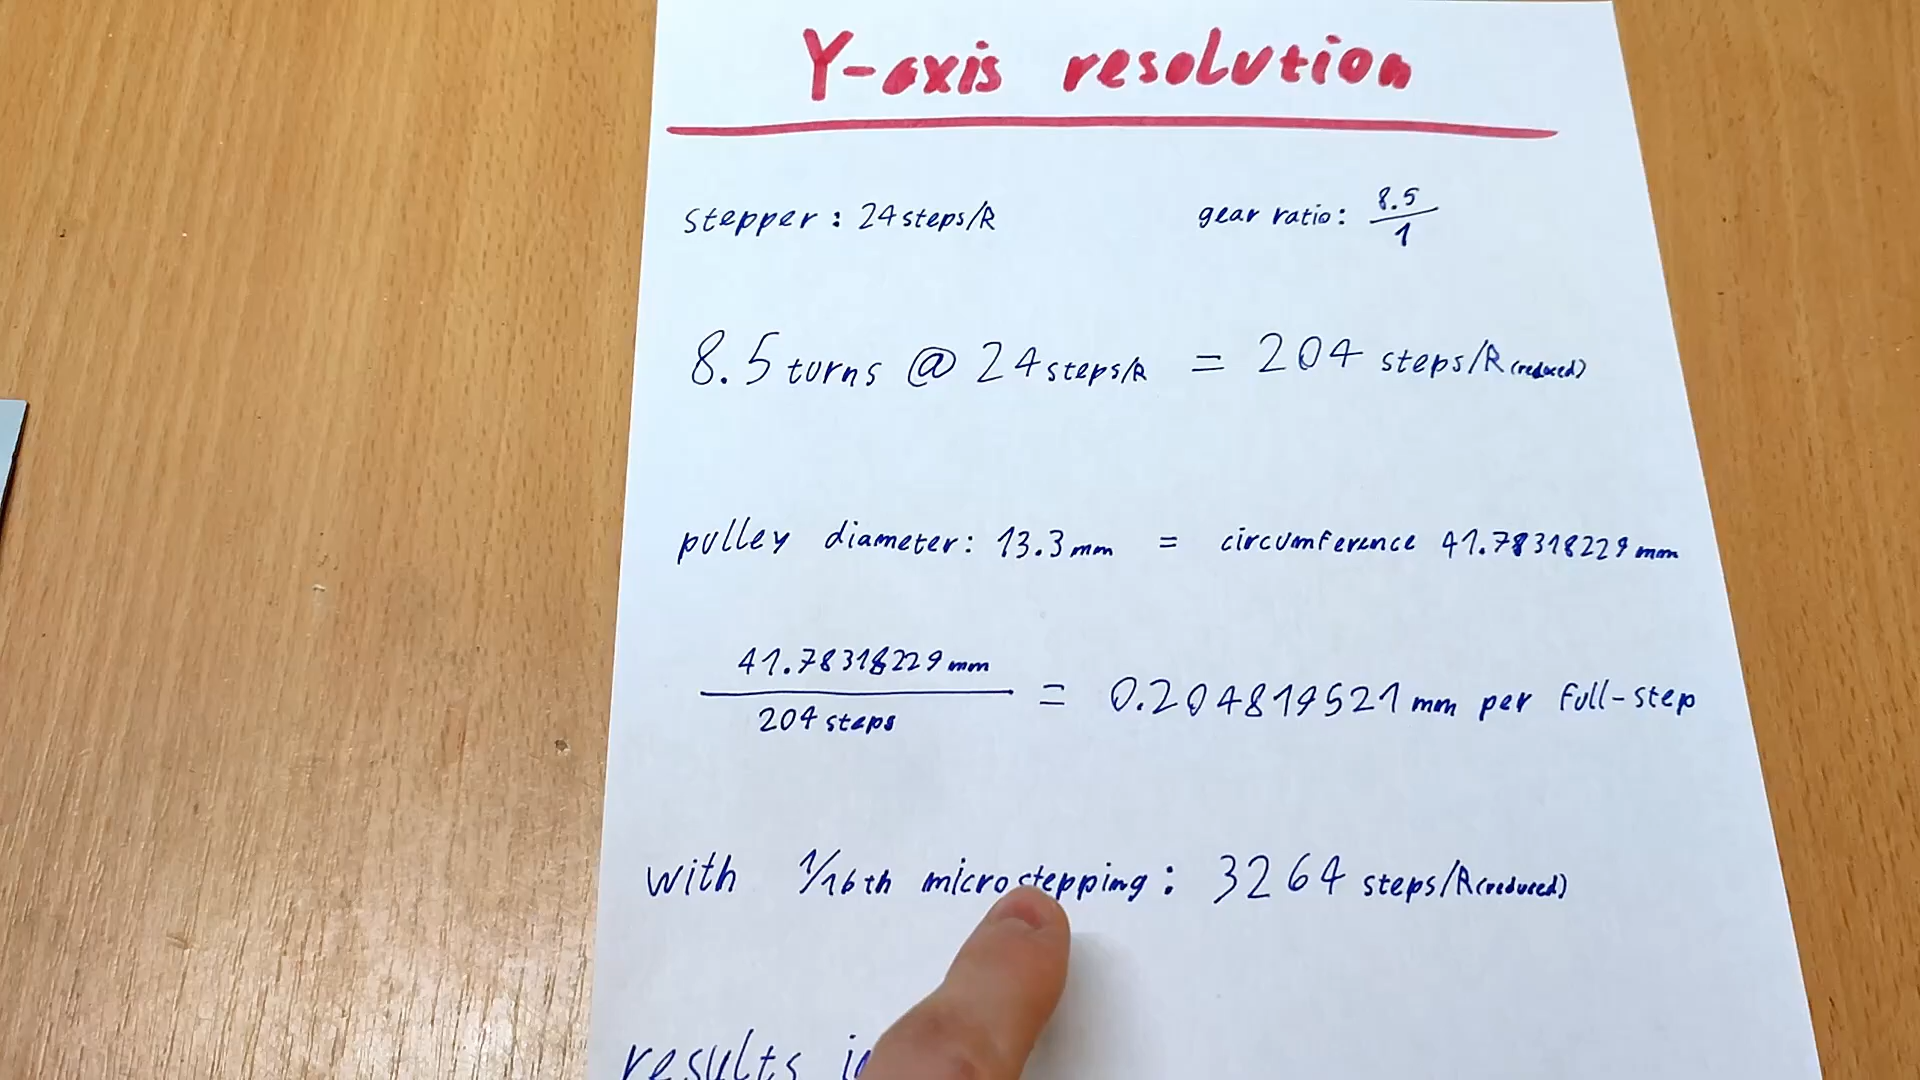 Y-axis resolution
stepper: 24 steps/R gear ratio: 8.5/1
8.5 turns @ 24 steps/R = 204 steps/R (reduced)
pulley diameter: 13.3 mm = circumference 41.78318229 mm
41.78318229 mm
204 steps
= 0.204819521 mm per full-step
with 1/16th microstepping: 3264 steps/R (reduced)
results